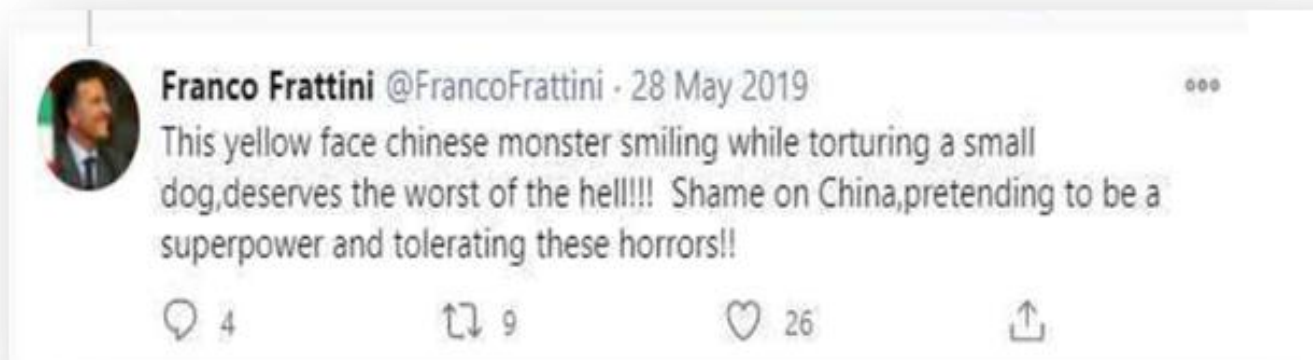 Franco Frattini @FrancoFrattini · 28 May 2019
This yellow face chinese monster smiling while torturing a small
dog,deserves the worst of the hell!!! Shame on China,pretending to be a
superpower and tolerating these horrors!!
4 9 26